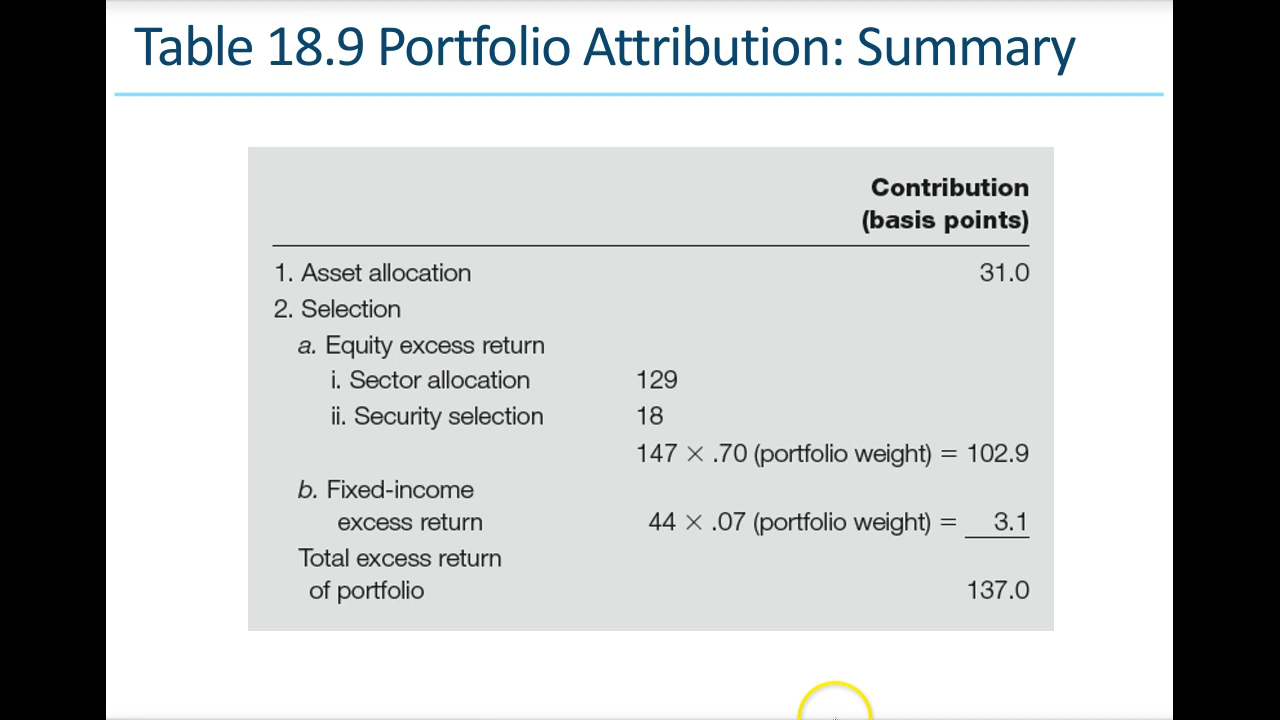 Table 18.9 Portfolio Attribution: Summary
Contribution
(basis points)
1. Asset allocation 31.0
2. Selection
a. Equity excess return
i. Sector allocation 129
ii. Security selection 18
147 × .70 (portfolio weight) = 102.9
b. Fixed-income
excess return 44 × .07 (portfolio weight) = 3.1
Total excess return
of portfolio 137.0